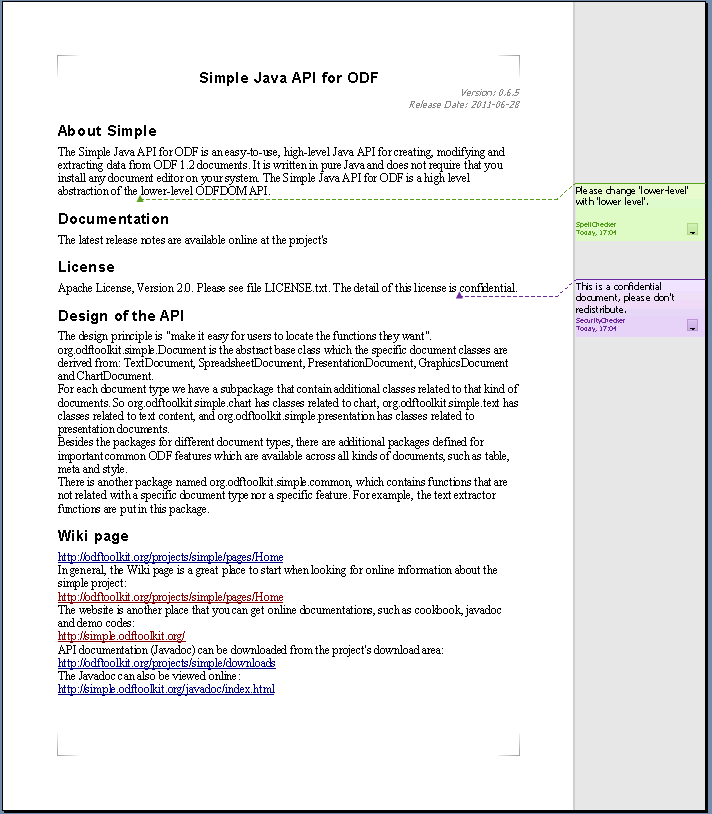 Simple Java API for ODF
Version: 0.6.5
Release Date: 2011-06-28
About Simple
The Simple Java API for ODF is an easy-to-use, high-level Java API for creating, modifying and
extracting data from ODF 1.2 documents. It is written in pure Java and does not require that you
install any document editor on your system. The Simple Java API for ODF is a high level
abstraction of the lower-level ODFDOM API.
Please change 'lower-level'
with 'lower level'.
SpellChecker
Today, 17:04
Documentation
The latest release notes are available online at the project's
License
Apache License, Version 2.0. Please see file LICENSE.txt. The detail of this license is confidential.
This is a confidential
document, please don't
redistribute.
SecurityChecker
Today, 17:04
Design of the API
The design principle is "make it easy for users to locate the functions they want".
org.odftoolkit.simple.Document is the abstract base class which the specific document classes are
derived from: TextDocument, SpreadsheetDocument, PresentationDocument, GraphicsDocument
and ChartDocument.
For each document type we have a subpackage that contain additional classes related to that kind of
documents. So org.odftoolkit.simple.chart has classes related to chart, org.odftoolkit.simple.text has
classes related to text content, and org.odftoolkit.simple.presentation has classes related to
presentation documents.
Besides the packages for different document types, there are additional packages defined for
important common ODF features which are available across all kinds of documents, such as table,
meta and style.
There is another package named org.odftoolkit.simple.common, which contains functions that are
not related with a specific document type nor a specific feature. For example, the text extractor
functions are put in this package.
Wiki page
http://odftoolkit.org/projects/simple/pages/Home
In general, the Wiki page is a great place to start when looking for online information about the
simple project:
http://odftoolkit.org/projects/simple/pages/Home
The website is another place that you can get online documentations, such as cookbook, javadoc
and demo codes:
http://simple.odftoolkit.org/
API documentation (Javadoc) can be downloaded from the project's download area:
http://odftoolkit.org/projects/simple/downloads
The Javadoc can also be viewed online:
http://simple.odftoolkit.org/javadoc/index.html